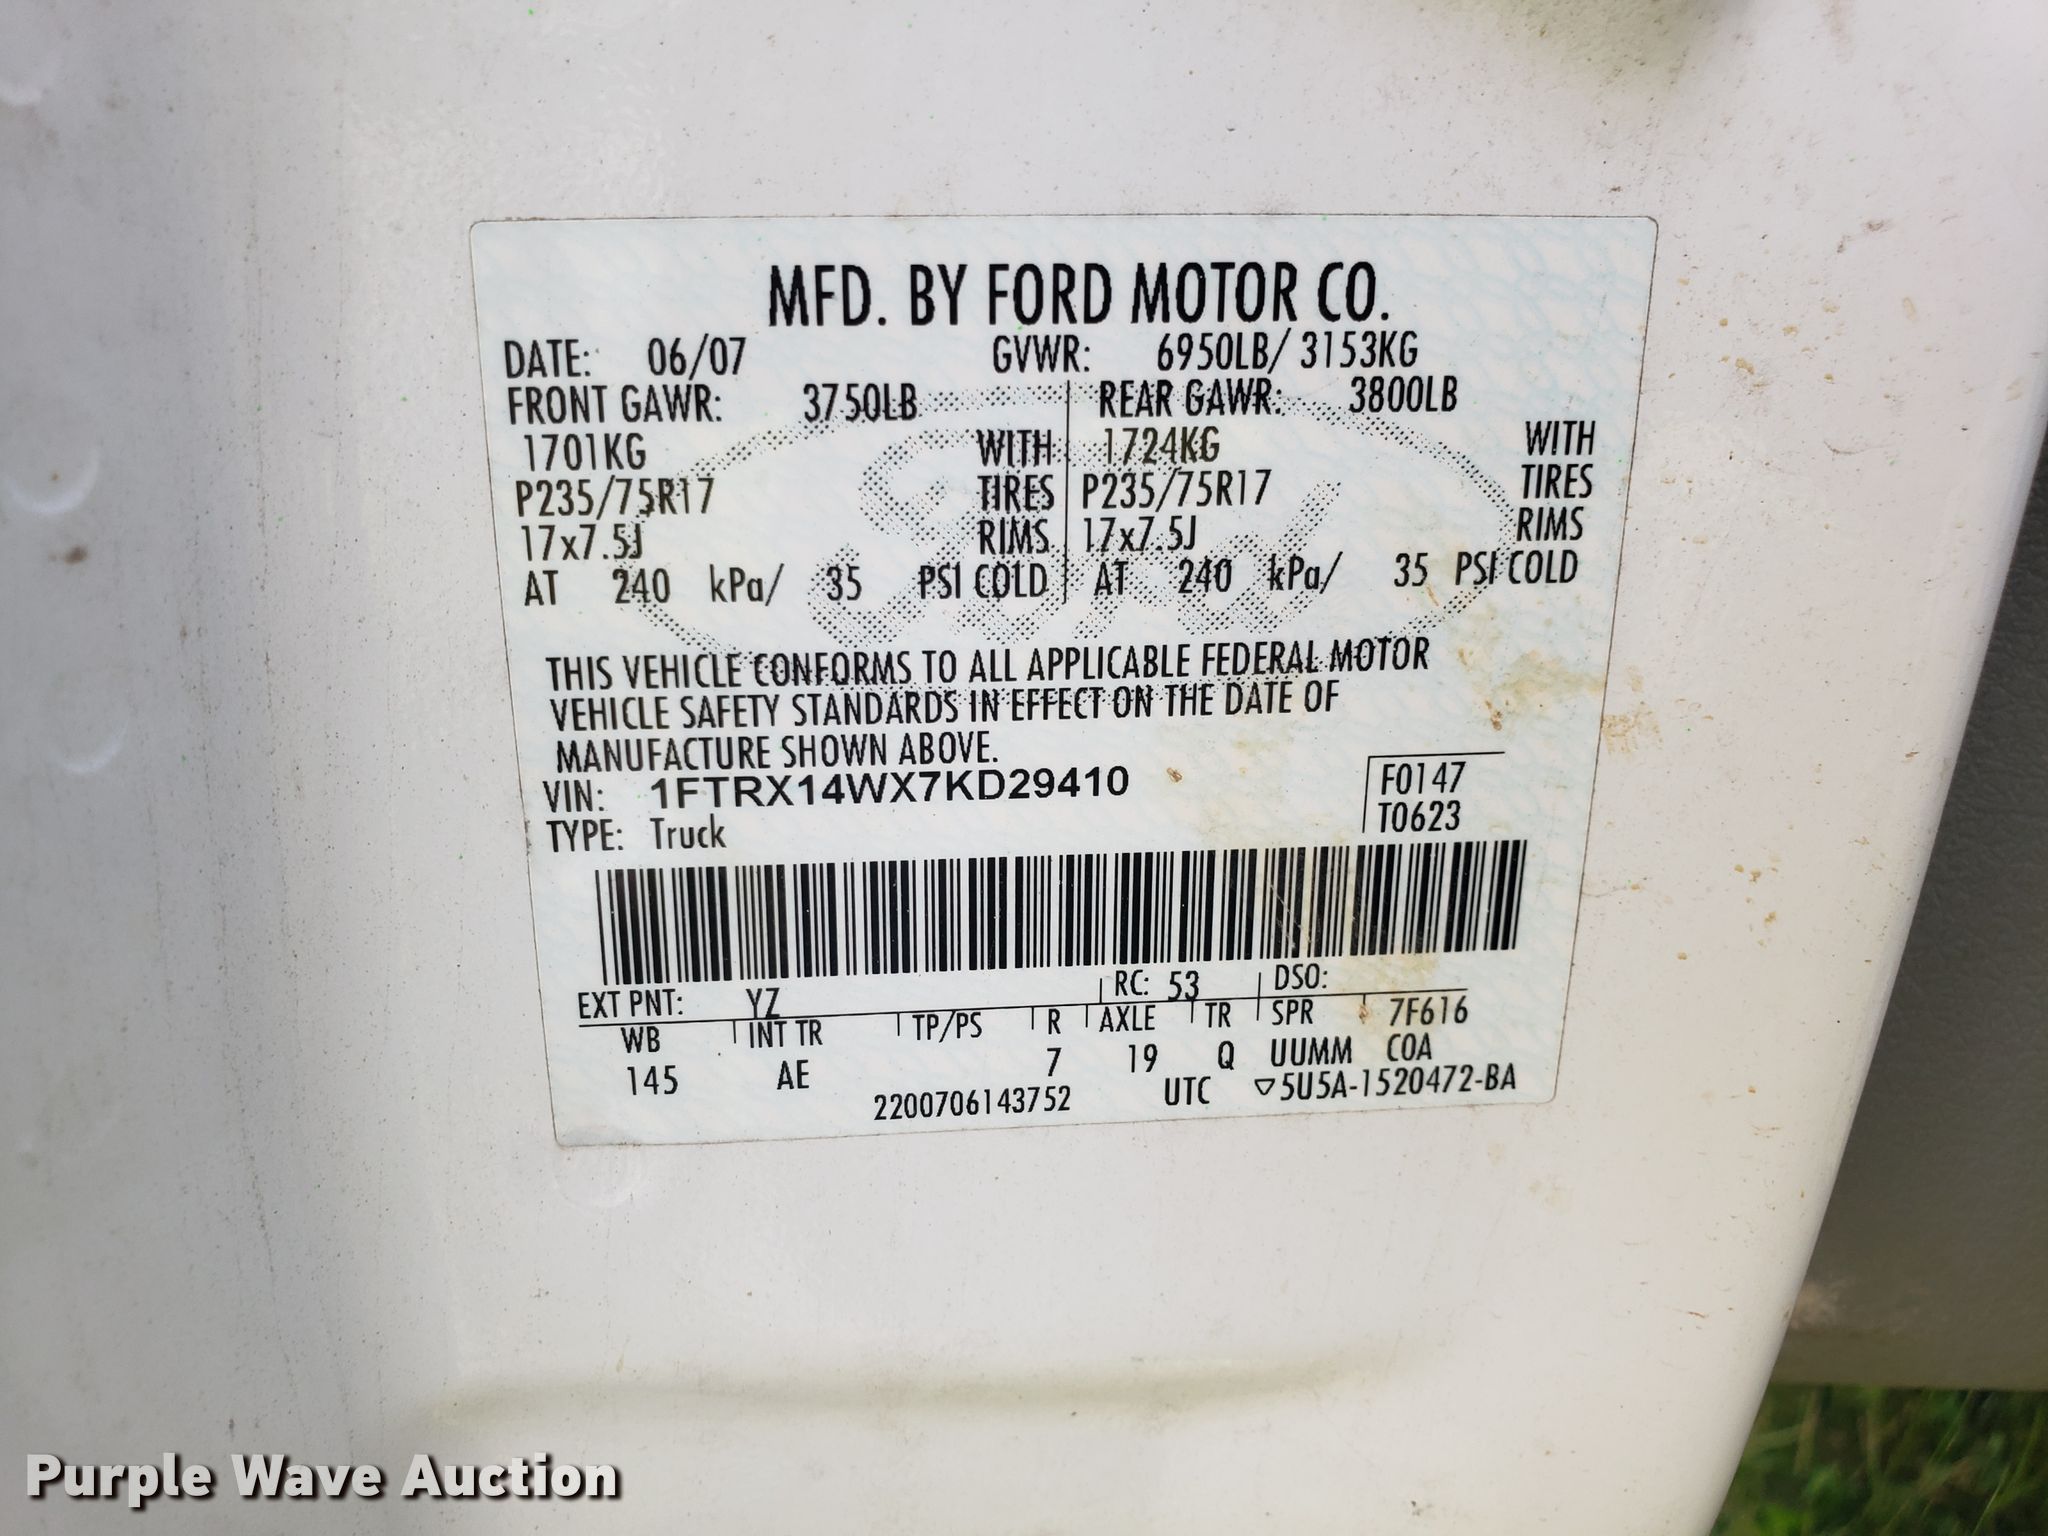 MFD. BY FORD MOTOR CO.
DATE: 06/07 GVWR: 6950LB/ 3153KG
FRONT GAWR: 3750LB REAR GAWR: 3800LB
1701KG WITH 1724KG WITH
P235/75R17 TIRES P235/75R17 TIRES
17x7.5J RIMS 17x7.5J RIMS
AT 240 kPa/ 35 PSI COLD AT 240 kPa/ 35 PSI COLD
Ford
THIS VEHICLE CONFORMS TO ALL APPLICABLE FEDERAL MOTOR
VEHICLE SAFETY STANDARDS IN EFFECT ON THE DATE OF
MANUFACTURE SHOWN ABOVE.
VIN: 1FTRX14WX7KD29410 F0147
TYPE: Truck T0623
EXT PNT: YZ RC: 53 DSO:
WB INT TR TP/PS R AXLE TR SPR 7F616
145 AE 7 19 Q UUMM COA
2200706143752 UTC ▽5U5A-1520472-BA
Purple Wave Auction